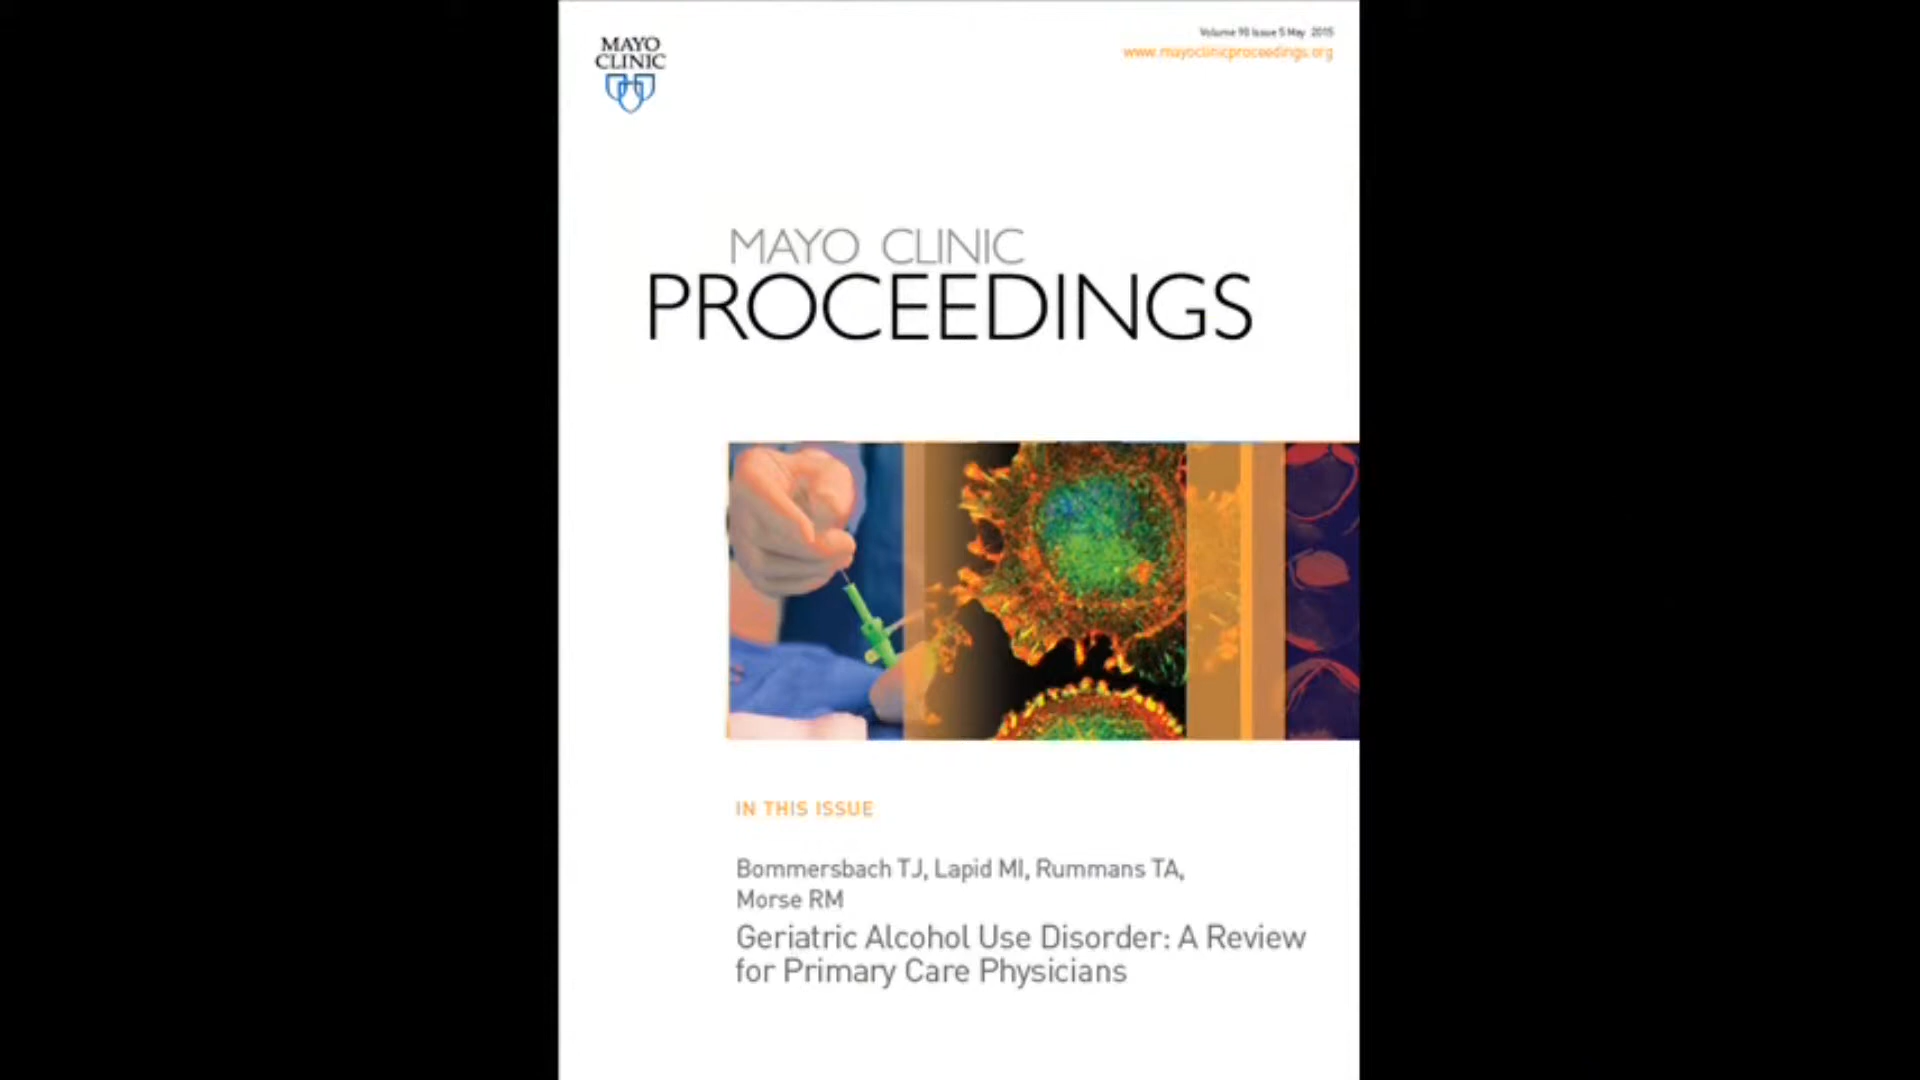 MAYO
CLINIC
Volume 90 Issue 5 May 2015
www.mayoclinicproceedings.org
MAYO CLINIC
PROCEEDINGS
IN THIS ISSUE
Bommersbach TJ, Lapid MI, Rummans TA,
Morse RM
Geriatric Alcohol Use Disorder: A Review
for Primary Care Physicians